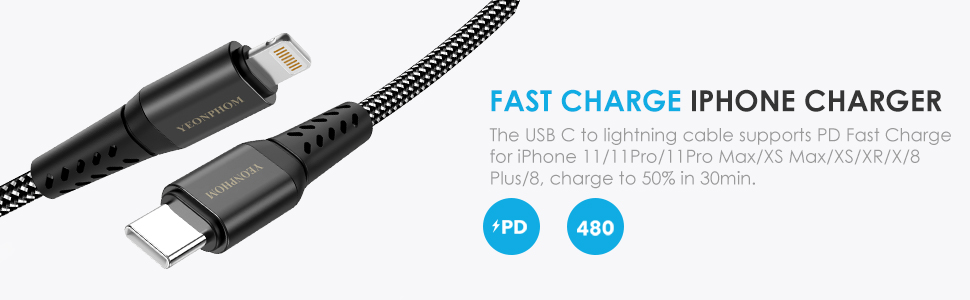 YEONPHOM
YEONPHOM
FAST CHARGE IPHONE CHARGER
The USB C to lightning cable supports PD Fast Charge
for iPhone 11/11Pro/11Pro Max/XS Max/XS/XR/X/8
Plus/8, charge to 50% in 30min.
PD
480